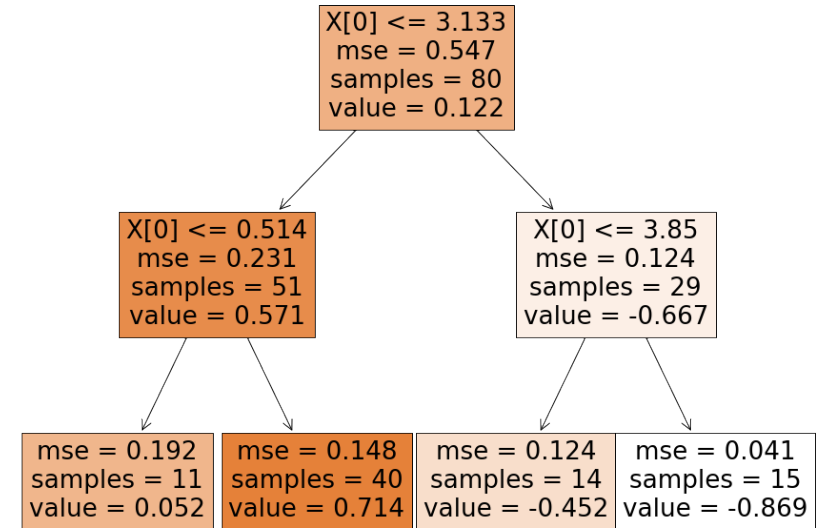 X[0] <= 3.133
mse = 0.547
samples = 80
value = 0.122
X[0] <= 0.514
mse = 0.231
samples = 51
value = 0.571
X[0] <= 3.85
mse = 0.124
samples = 29
value = -0.667
mse = 0.192
samples = 11
value = 0.052
mse = 0.148
samples = 40
value = 0.714
mse = 0.124
samples = 14
value = -0.452
mse = 0.041
samples = 15
value = -0.869